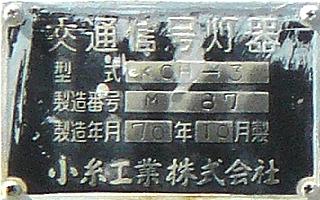 交通信号灯器
型式 KCH-3
製造番号 M 87
製造年月 70年10月製
小糸工業株式会社